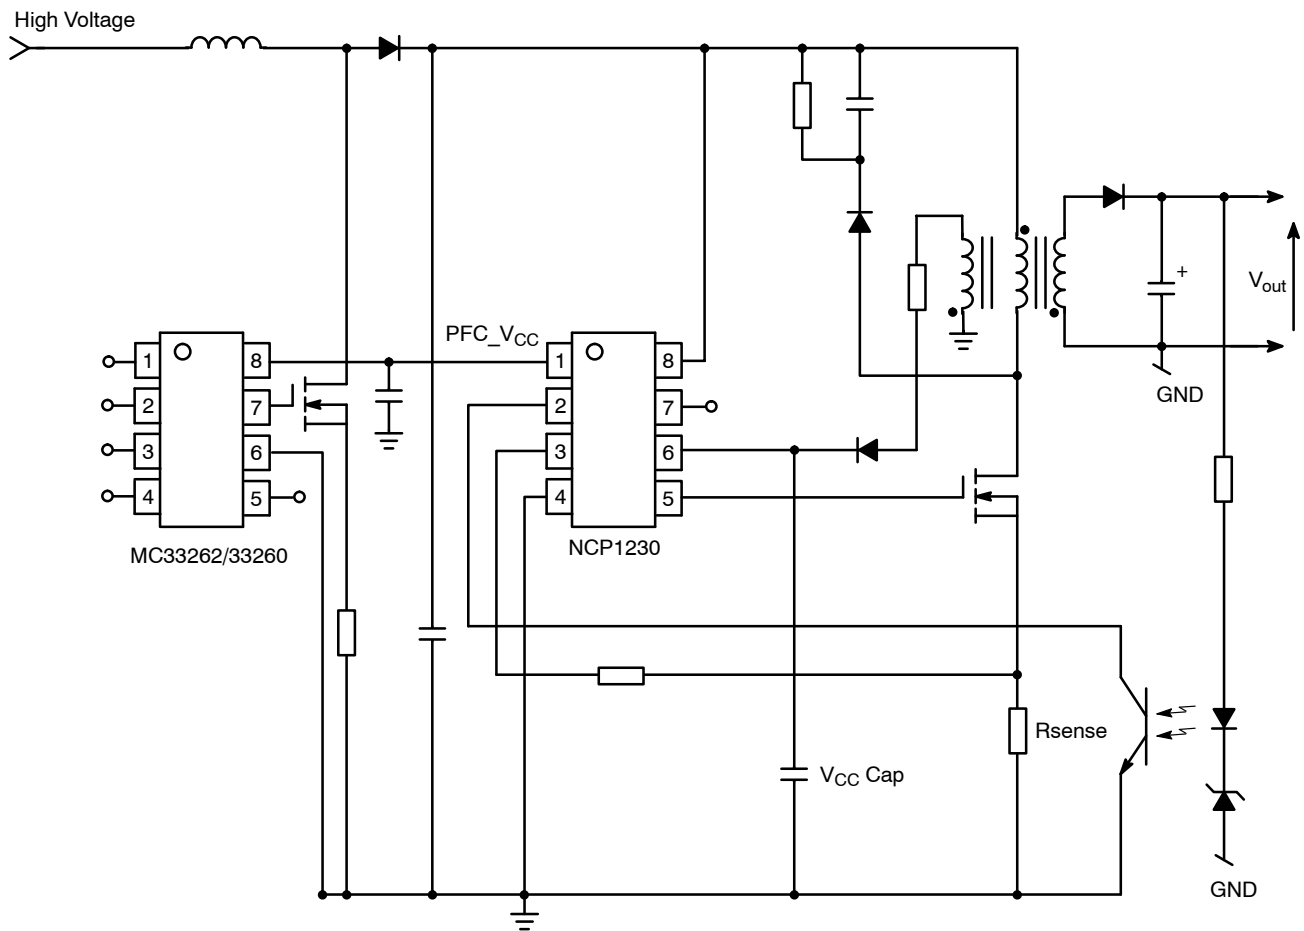 High Voltage
PFC_VCC
1
2
3
4
8
7
6
5
MC33262/33260
1
2
3
4
8
7
6
5
NCP1230
+
Vout
GND
Rsense
VCC Cap
GND